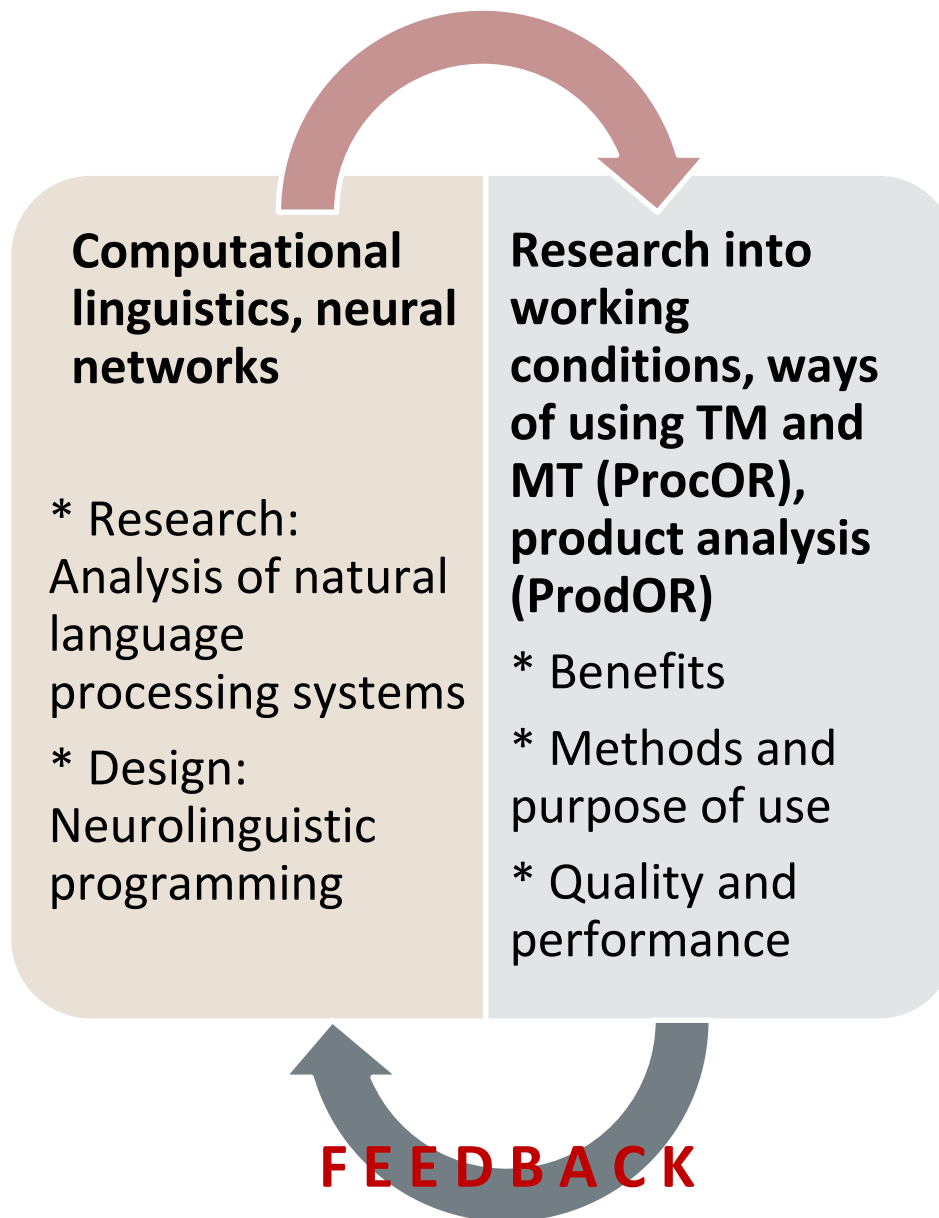 Computational
linguistics, neural
networks
* Research:
Analysis of natural
language
processing systems
* Design:
Neurolinguistic
programming
Research into
working
conditions, ways
of using TM and
MT (ProcOR),
product analysis
(ProdOR)
* Benefits
* Methods and
purpose of use
* Quality and
performance
FEEDBACK